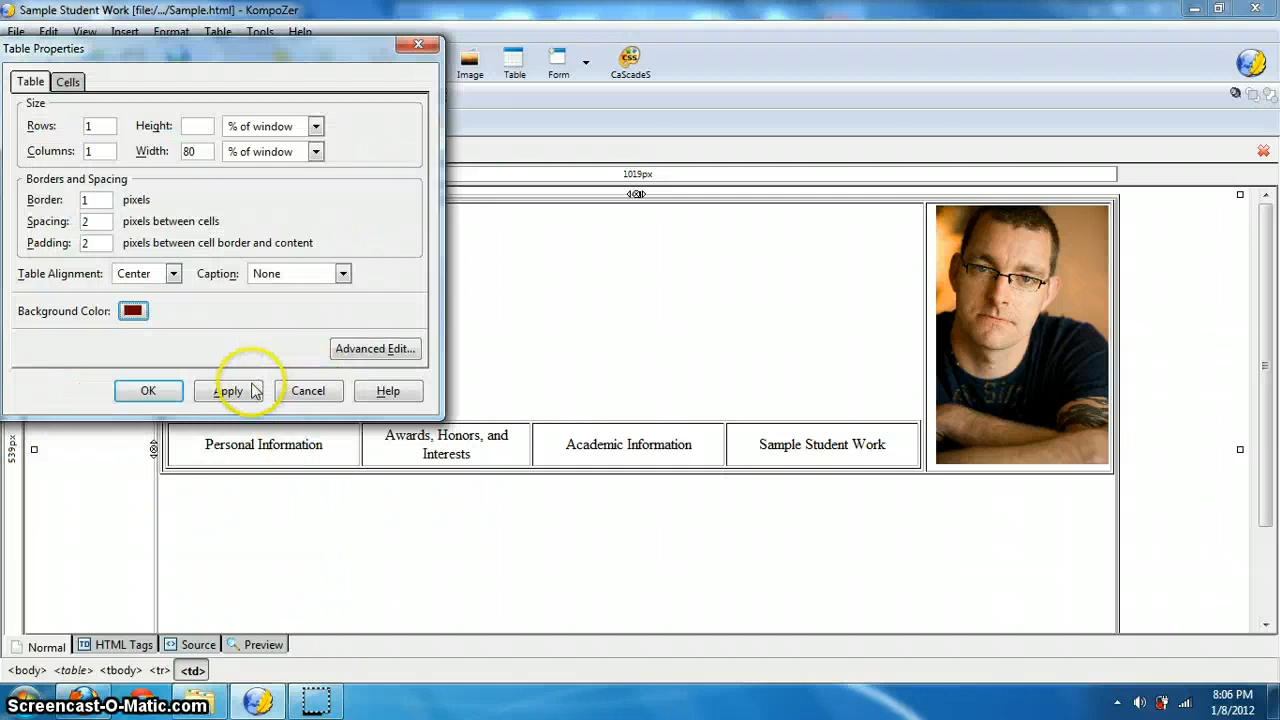 Sample Student Work [file:/.../Sample.html] - KompoZer
File Edit View Insert Format Table Tools Help
Table Properties
Image Table Form CaScadeS
Table Cells
Size
Rows: 1 Height: % of window
Columns: 1 Width: 80 % of window
1019px
Borders and Spacing
Border: 1 pixels
Spacing: 2 pixels between cells
Padding: 2 pixels between cell border and content
Table Alignment: Center Caption: None
Background Color:
Advanced Edit...
OK Apply Cancel Help
539px
Personal Information
Awards, Honors, and
Interests
Academic Information
Sample Student Work
Normal HTML Tags Source Preview
<body> <table> <tbody> <tr> <td>
Screencast-O-Matic.com
8:06 PM
1/8/2012